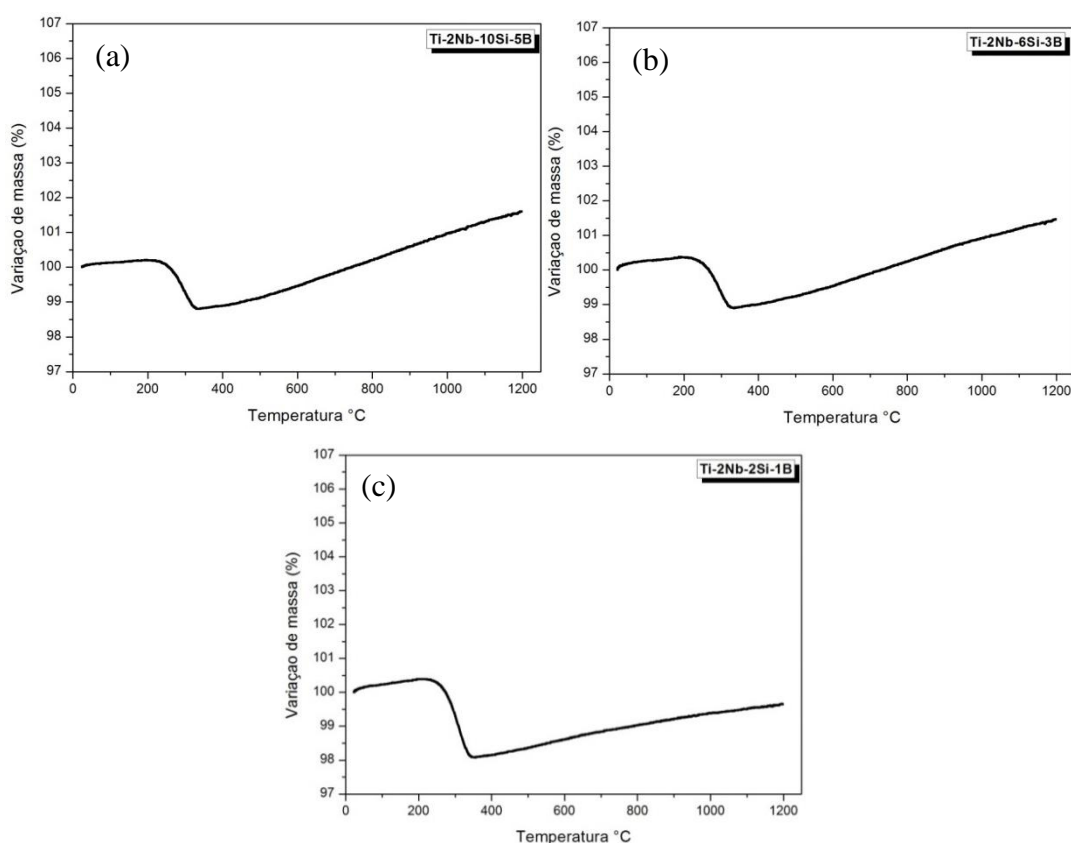 (a)
Ti-2Nb-10Si-5B
107
106
105
104
103
102
101
100
99
98
97
Variaçao de massa (%)
0 200 400 600 800 1000 1200
Temperatura °C
(b)
Ti-2Nb-6Si-3B
107
106
105
104
103
102
101
100
99
98
97
Variaçao de massa (%)
0 200 400 600 800 1000 1200
Temperatura °C
(c)
Ti-2Nb-2Si-1B
107
106
105
104
103
102
101
100
99
98
97
Variaçao de massa (%)
0 200 400 600 800 1000 1200
Temperatura °C